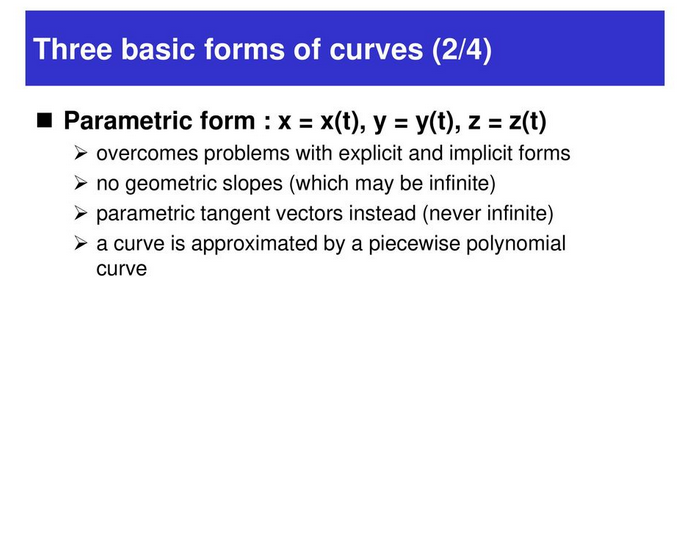 Three basic forms of curves (2/4)
■ Parametric form : x = x(t), y = y(t), z = z(t)
➢ overcomes problems with explicit and implicit forms
➢ no geometric slopes (which may be infinite)
➢ parametric tangent vectors instead (never infinite)
➢ a curve is approximated by a piecewise polynomial
curve